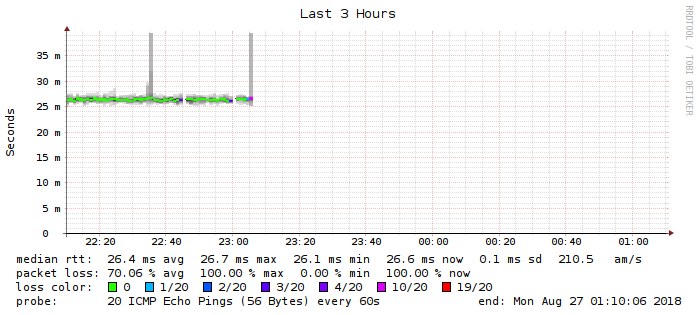 Last 3 Hours
RRDTOOL / TOBI OETIKER
Seconds
35 m
30 m
25 m
20 m
15 m
10 m
5 m
0
22:20 22:40 23:00 23:20 23:40 00:00 00:20 00:40 01:00
median rtt: 26.4 ms avg 26.7 ms max 26.1 ms min 26.6 ms now 0.1 ms sd 210.5 am/s
packet loss: 70.06 % avg 100.00 % max 0.00 % min 100.00 % now
loss color: 0 1/20 2/20 3/20 4/20 10/20 19/20
probe: 20 ICMP Echo Pings (56 Bytes) every 60s end: Mon Aug 27 01:10:06 2018